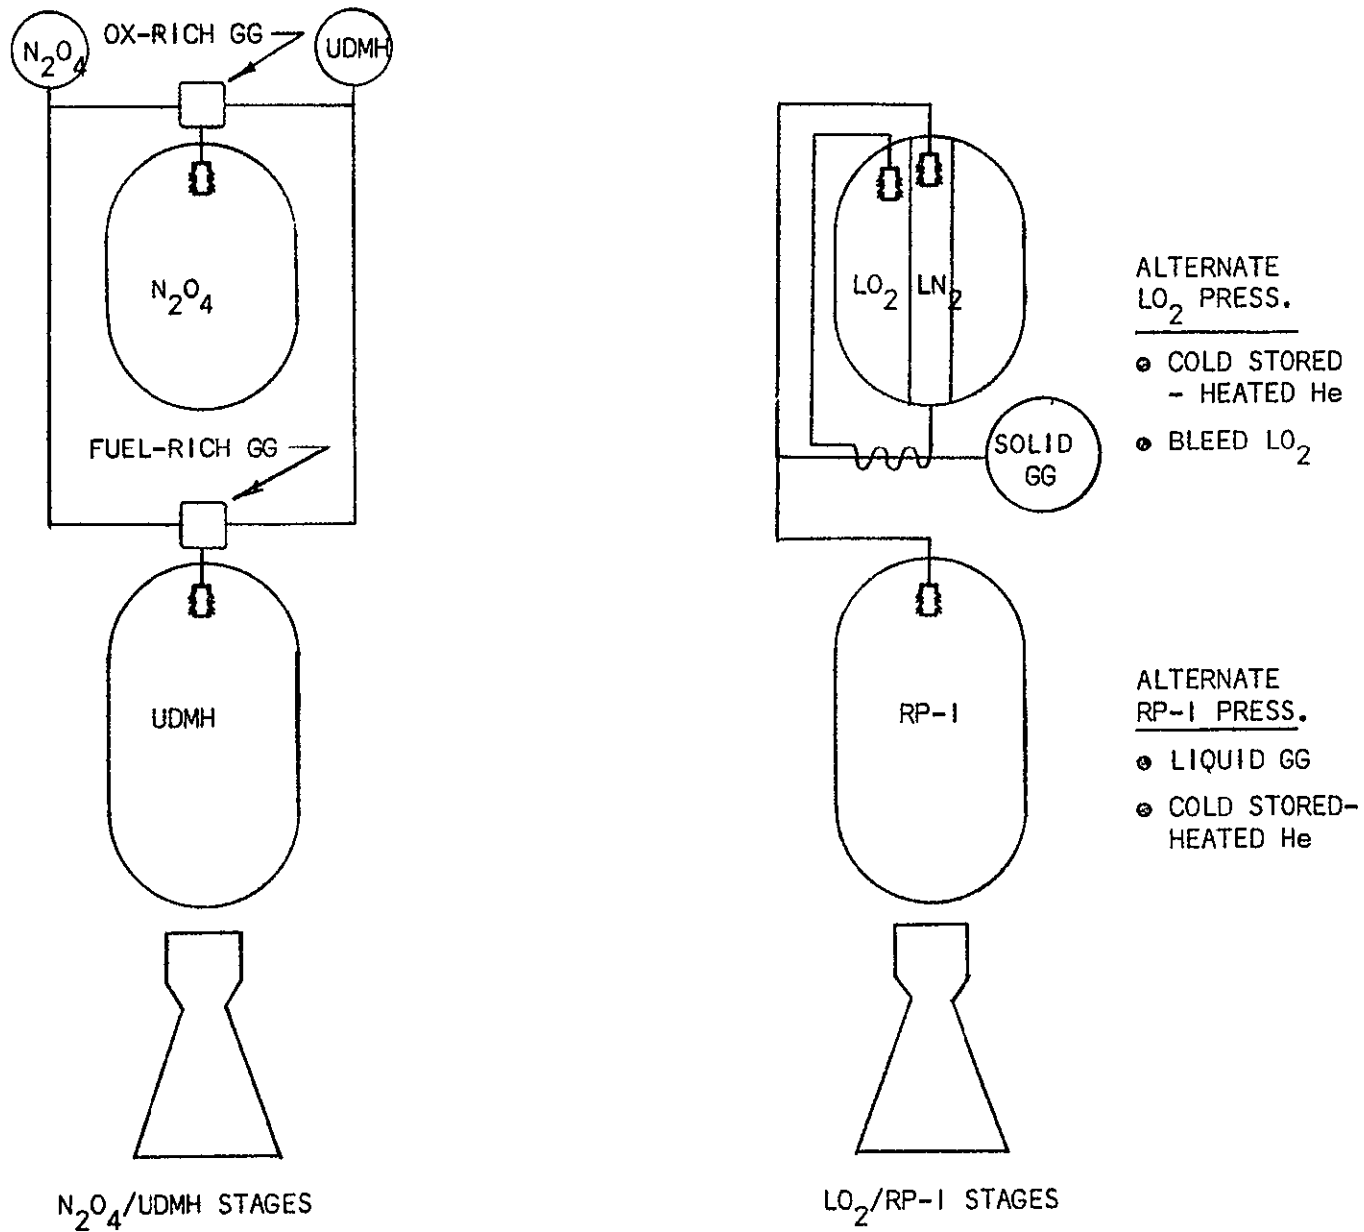 OX-RICH GG
N₂O₄
UDMH
N₂O₄
FUEL-RICH GG
UDMH
N₂O₄/UDMH STAGES
LO₂ LN₂
SOLID
GG
RP-1
LO₂/RP-1 STAGES
ALTERNATE
LO₂ PRESS.
• COLD STORED
- HEATED He
• BLEED LO₂
ALTERNATE
RP-1 PRESS.
• LIQUID GG
• COLD STORED-
HEATED He